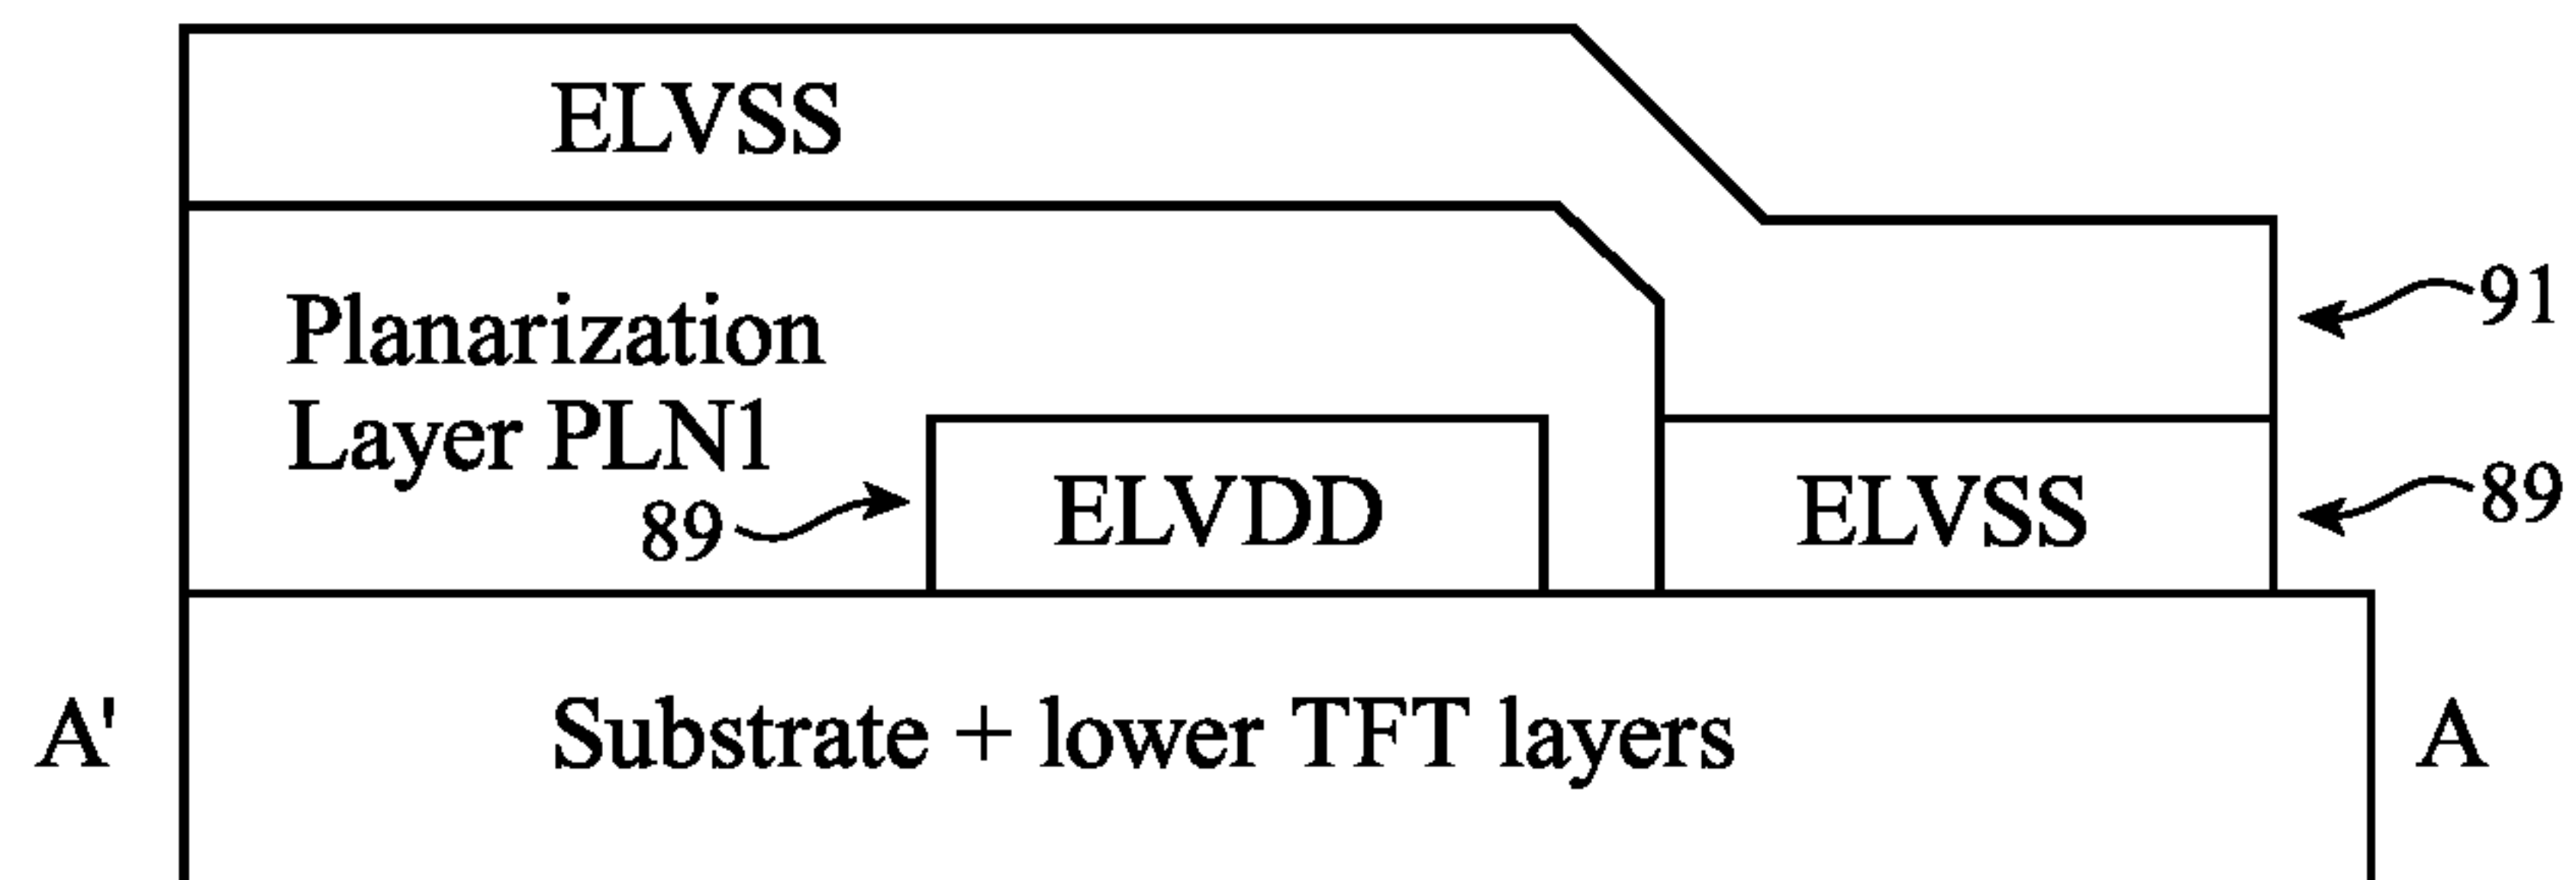 ELVSS
Planarization
Layer PLN1
91
89
ELVDD
ELVSS
89
A'
Substrate + lower TFT layers
A